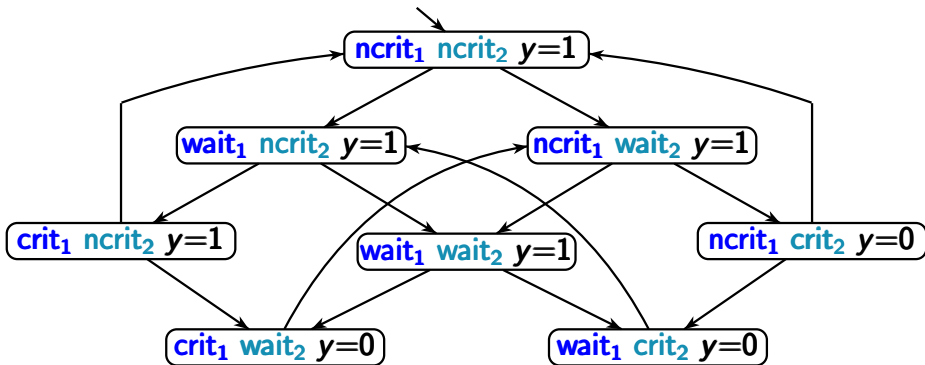 ncrit₁ ncrit₂ y=1
wait₁ ncrit₂ y=1
ncrit₁ wait₂ y=1
crit₁ ncrit₂ y=1
ncrit₁ crit₂ y=0
wait₁ wait₂ y=1
crit₁ wait₂ y=0
wait₁ crit₂ y=0